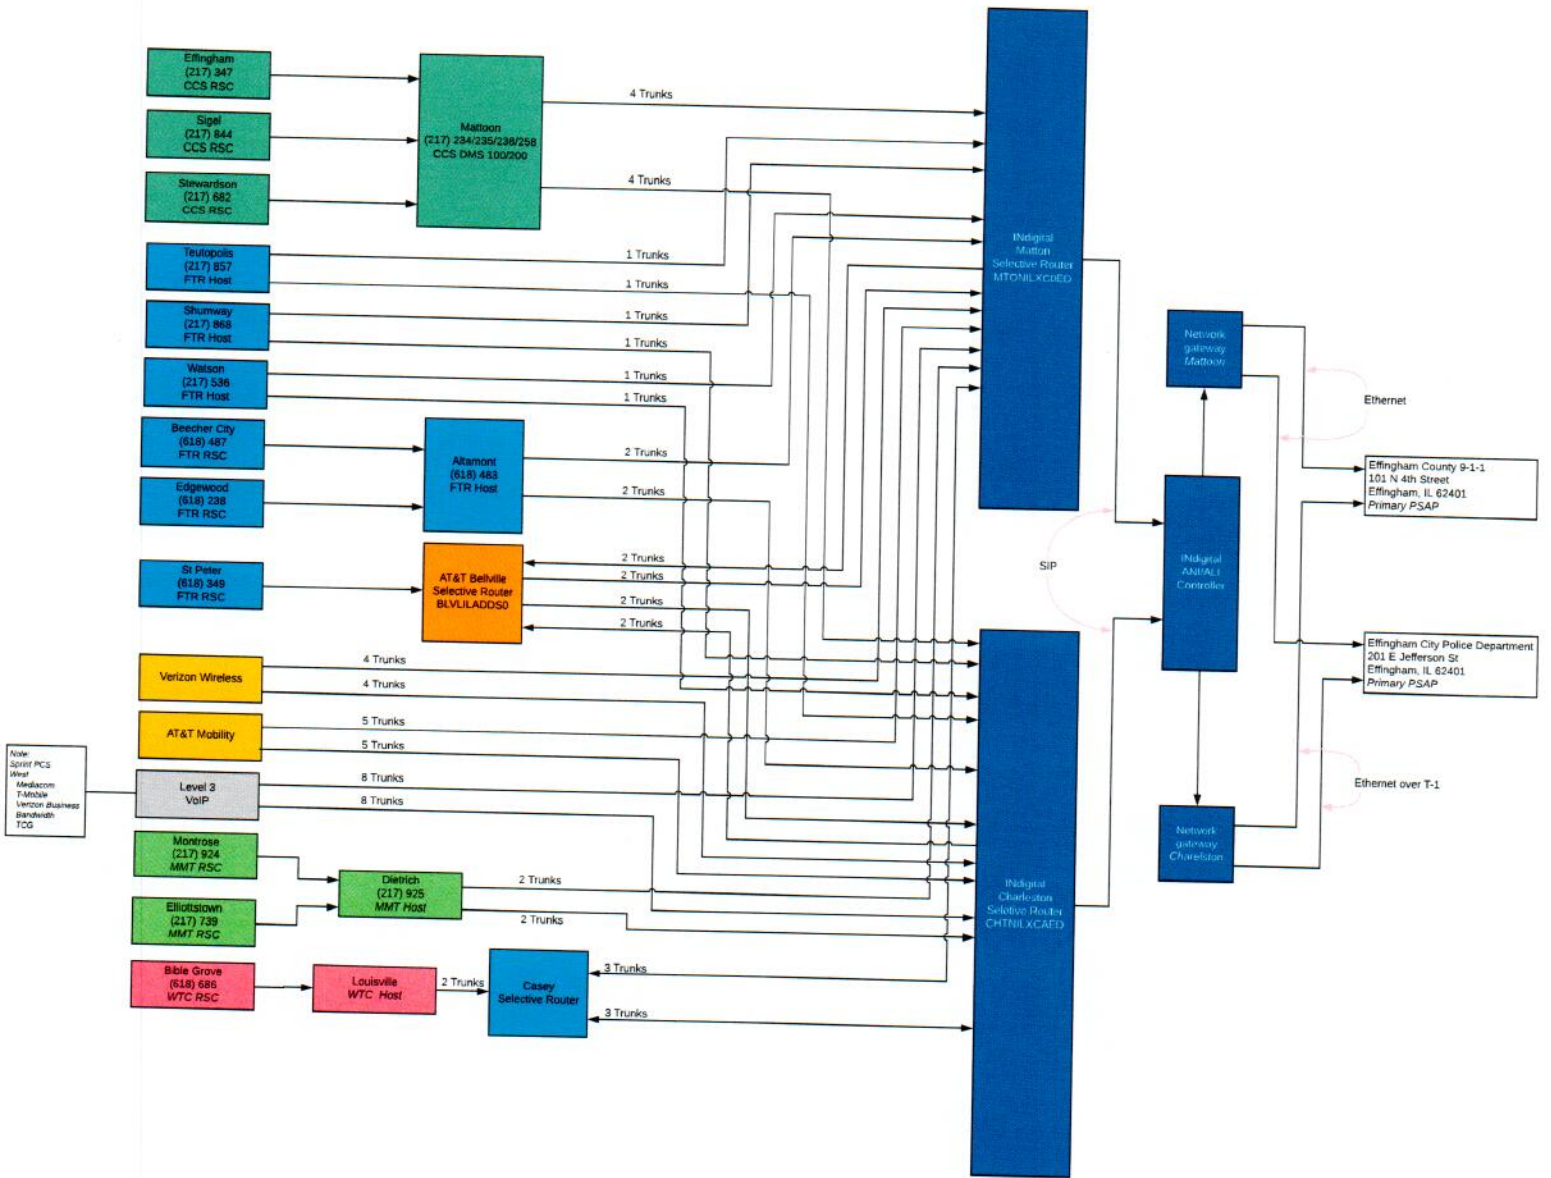 Effingham
(217) 347
CCS RSC
Sigel
(217) 844
CCS RSC
Stewardson
(217) 682
CCS RSC
Teutopolis
(217) 857
FTR Host
Shumway
(217) 868
FTR Host
Watson
(217) 536
FTR Host
Beecher City
(618) 487
FTR RSC
Edgewood
(618) 238
FTR RSC
St Peter
(618) 349
FTR RSC
Verizon Wireless
AT&T Mobility
Level 3
VoIP
Note:
Sprint PCS
West
Mediacom
T-Mobile
Verizon Business
Bandwidth
TCG
Montrose
(217) 924
MMT RSC
Elliottstown
(217) 739
MMT RSC
Bible Grove
(618) 686
WTC RSC
Mattoon
(217) 234/235/238/258
CCS DMS 100/200
Altamont
(618) 483
FTR Host
AT&T Bellville
Selective Router
BLVLILADDS0
Dietrich
(217) 925
MMT Host
Louisville
WTC Host
Casey
Selective Router
4 Trunks
4 Trunks
1 Trunks
1 Trunks
1 Trunks
1 Trunks
1 Trunks
1 Trunks
2 Trunks
2 Trunks
2 Trunks
2 Trunks
2 Trunks
2 Trunks
4 Trunks
4 Trunks
5 Trunks
5 Trunks
8 Trunks
8 Trunks
2 Trunks
2 Trunks
2 Trunks
3 Trunks
3 Trunks
INdigital
Matton
Selective Router
MTONILXC0ED
INdigital
Charleston
Seletive Router
CHTNILXCAED
SIP
Network
gateway
Mattoon
INdigital
ANI/ALI
Controller
Network
gateway
Charelston
Ethernet
Effingham County 9-1-1
101 N 4th Street
Effingham, IL 62401
Primary PSAP
Effingham City Police Department
201 E Jefferson St
Effingham, IL 62401
Primary PSAP
Ethernet over T-1